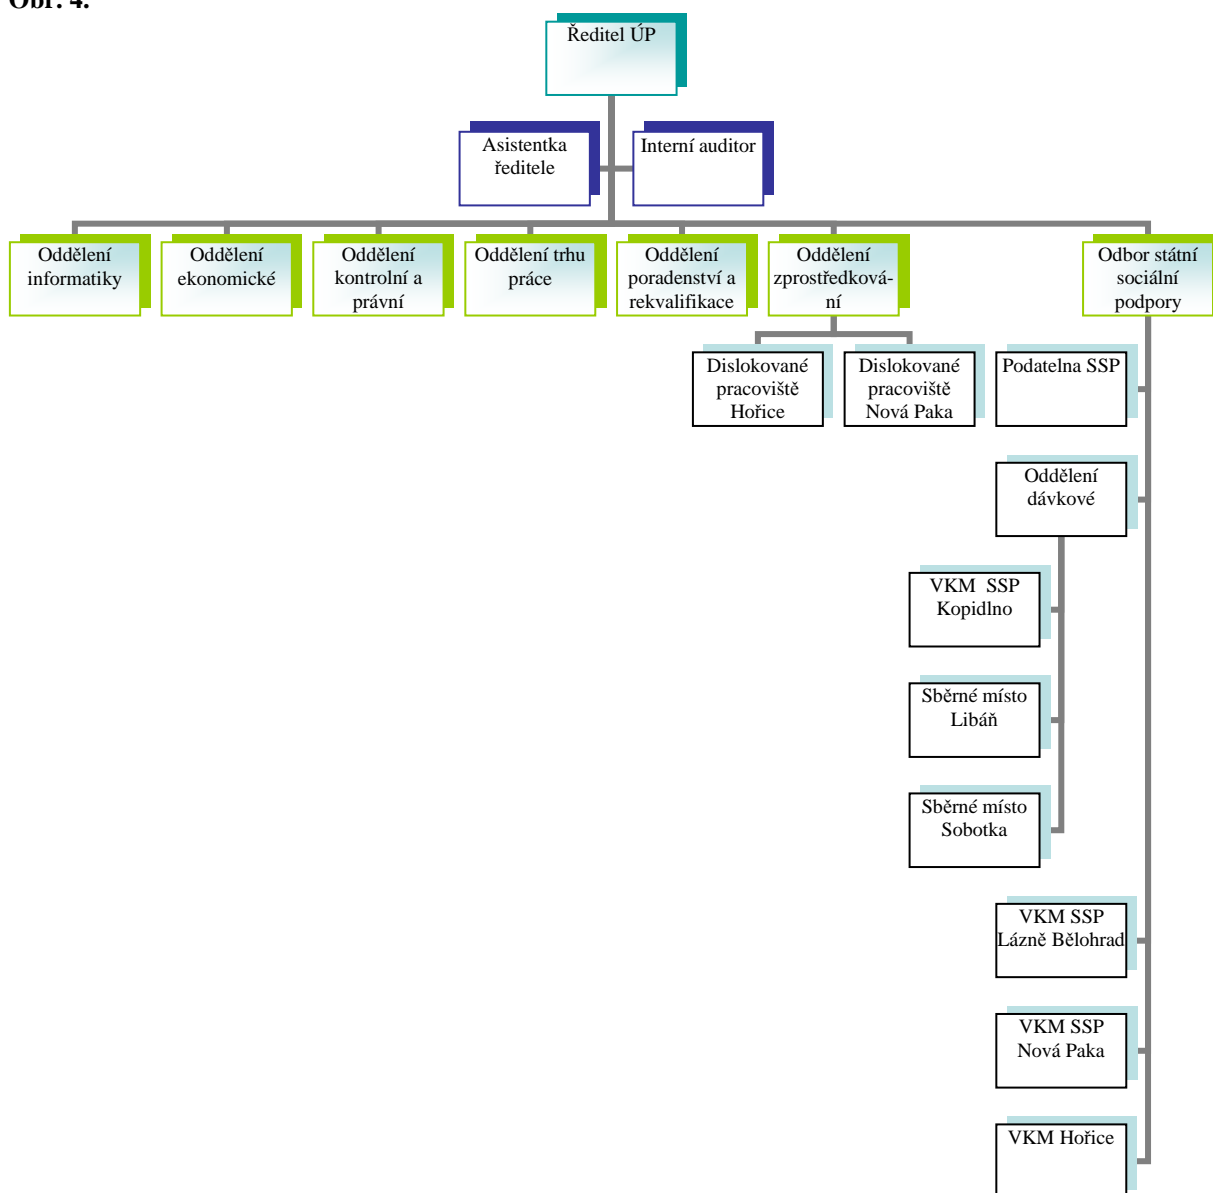 Obr. 4.
Ředitel ÚP
Asistentka
ředitele
Interní auditor
Oddělení
informatiky
Oddělení
ekonomické
Oddělení
kontrolní a
právní
Oddělení trhu
práce
Oddělení
poradenství a
rekvalifikace
Oddělení
zprostředková-
ní
Odbor státní
sociální
podpory
Dislokované
pracoviště
Hořice
Dislokované
pracoviště
Nová Paka
Podatelna SSP
Oddělení
dávkové
VKM  SSP
Kopidlno
Sběrné místo
Libáň
Sběrné místo
Sobotka
VKM SSP
Lázně Bělohrad
VKM SSP
Nová Paka
VKM Hořice